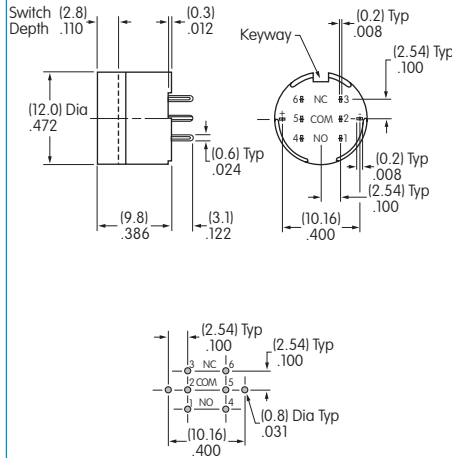 Switch (2.8)
Depth .110
(0.3)
.012
(0.2) Typ
.008
Keyway
(2.54) Typ
.100
(12.0) Dia
.472
6 NC 3
+ 5 COM 2 -
4 NO 1
(0.6) Typ
.024
(0.2) Typ
.008
(2.54) Typ
.100
(9.8)
.386
(3.1)
.122
(10.16)
.400
(2.54) Typ
.100
(2.54) Typ
.100
3 NC 6
2 COM 5
1 NO 4
(0.8) Dia Typ
.031
(10.16)
.400